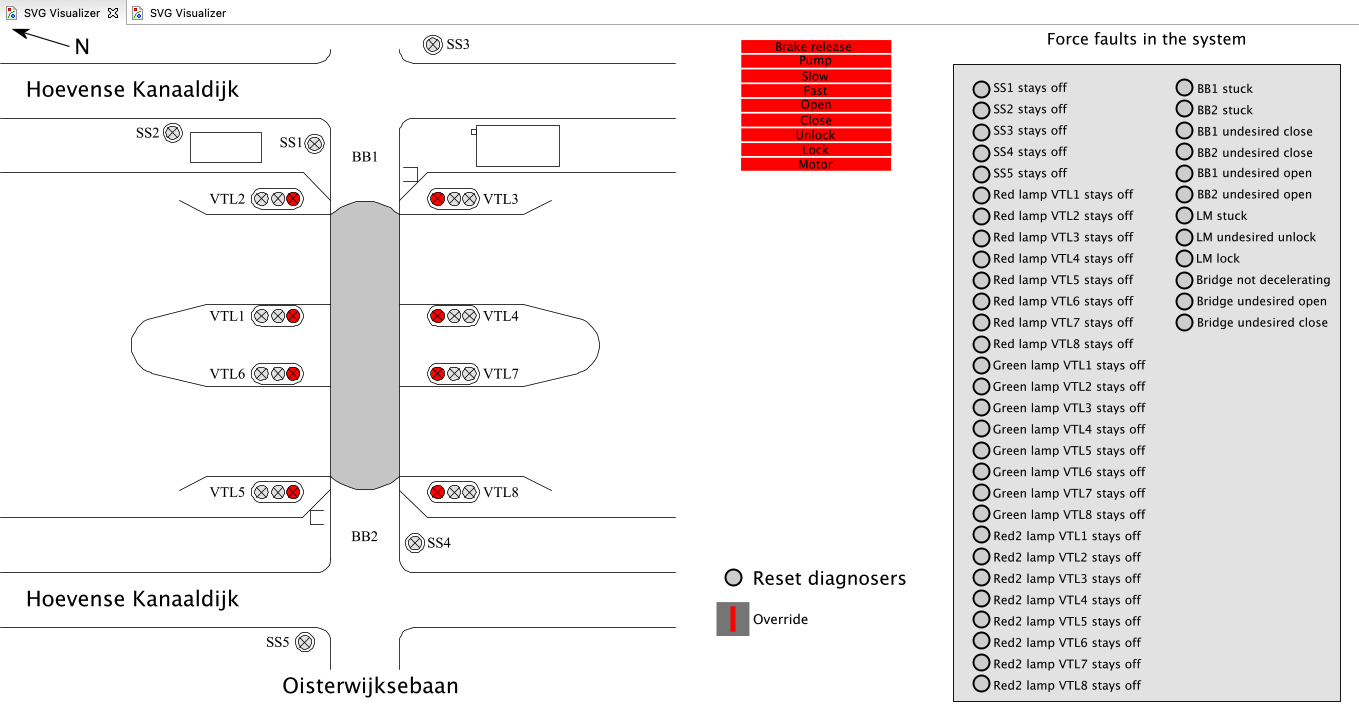 SVG Visualizer SVG Visualizer
N
SS3
Hoevense Kanaaldijk
SS2
SS1
BB1
VTL2
VTL3
VTL1
VTL4
VTL6
VTL7
VTL5
VTL8
BB2
SS4
Hoevense Kanaaldijk
SS5
Oisterwijksebaan
Brake release
Pump
Slow
Fast
Open
Close
Unlock
Lock
Motor
Reset diagnosers
Override
Force faults in the system
SS1 stays off
SS2 stays off
SS3 stays off
SS4 stays off
SS5 stays off
Red lamp VTL1 stays off
Red lamp VTL2 stays off
Red lamp VTL3 stays off
Red lamp VTL4 stays off
Red lamp VTL5 stays off
Red lamp VTL6 stays off
Red lamp VTL7 stays off
Red lamp VTL8 stays off
Green lamp VTL1 stays off
Green lamp VTL2 stays off
Green lamp VTL3 stays off
Green lamp VTL4 stays off
Green lamp VTL5 stays off
Green lamp VTL6 stays off
Green lamp VTL7 stays off
Green lamp VTL8 stays off
Red2 lamp VTL1 stays off
Red2 lamp VTL2 stays off
Red2 lamp VTL3 stays off
Red2 lamp VTL4 stays off
Red2 lamp VTL5 stays off
Red2 lamp VTL6 stays off
Red2 lamp VTL7 stays off
Red2 lamp VTL8 stays off
BB1 stuck
BB2 stuck
BB1 undesired close
BB2 undesired close
BB1 undesired open
BB2 undesired open
LM stuck
LM undesired unlock
LM lock
Bridge not decelerating
Bridge undesired open
Bridge undesired close